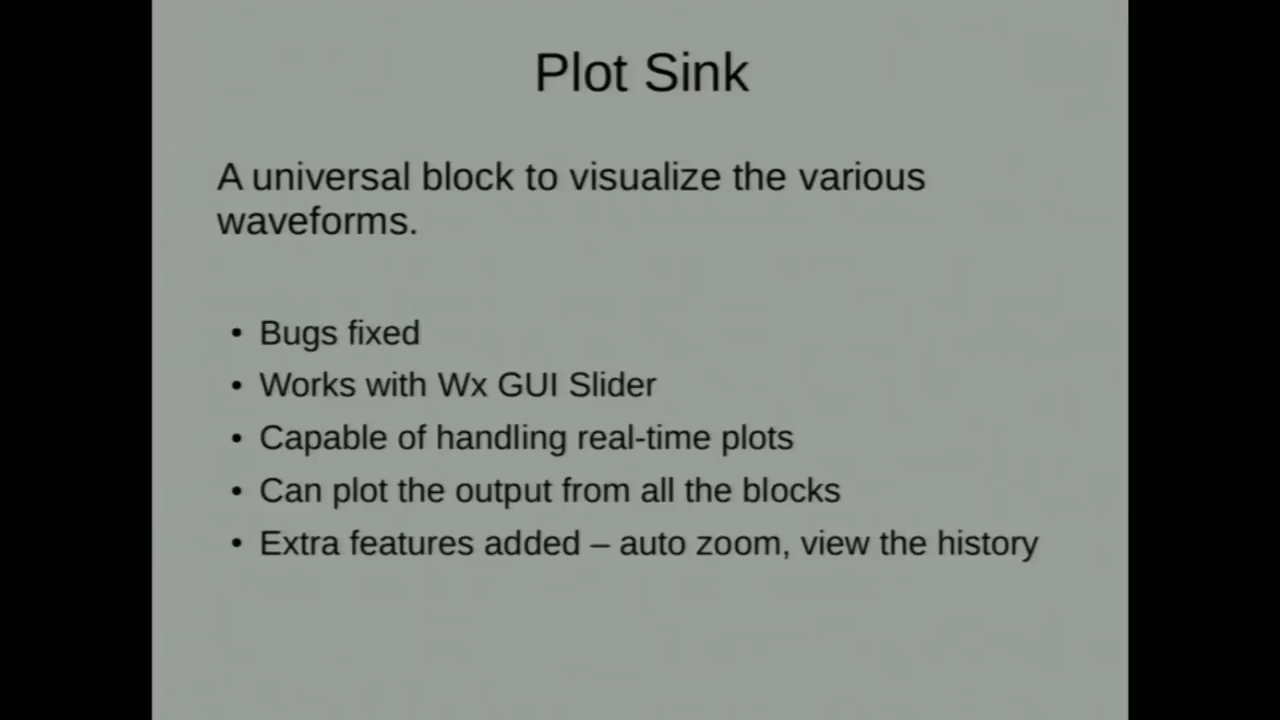 Plot Sink
A universal block to visualize the various
waveforms.
• Bugs fixed
• Works with Wx GUI Slider
• Capable of handling real-time plots
• Can plot the output from all the blocks
• Extra features added – auto zoom, view the history